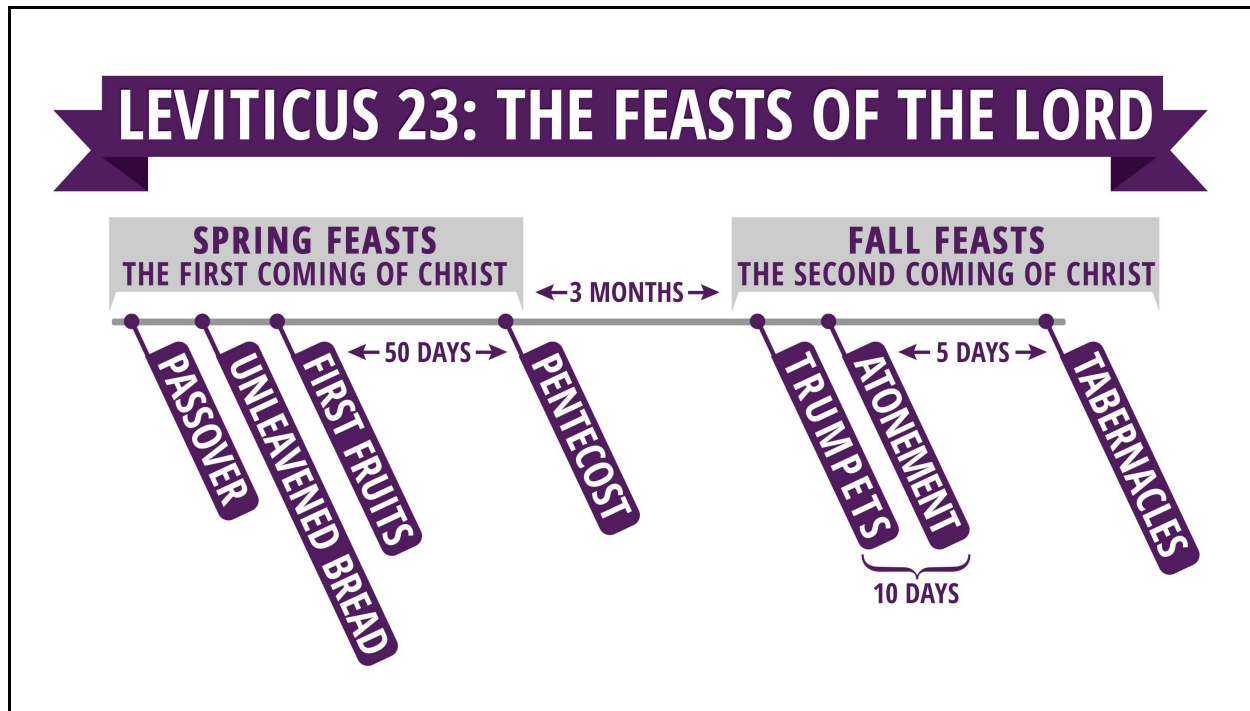 LEVITICUS 23: THE FEASTS OF THE LORD
SPRING FEASTS
THE FIRST COMING OF CHRIST
3 MONTHS
FALL FEASTS
THE SECOND COMING OF CHRIST
PASSOVER
UNLEAVENED BREAD
FIRST FRUITS
50 DAYS
PENTECOST
TRUMPETS
ATONEMENT
10 DAYS
5 DAYS
TABERNACLES